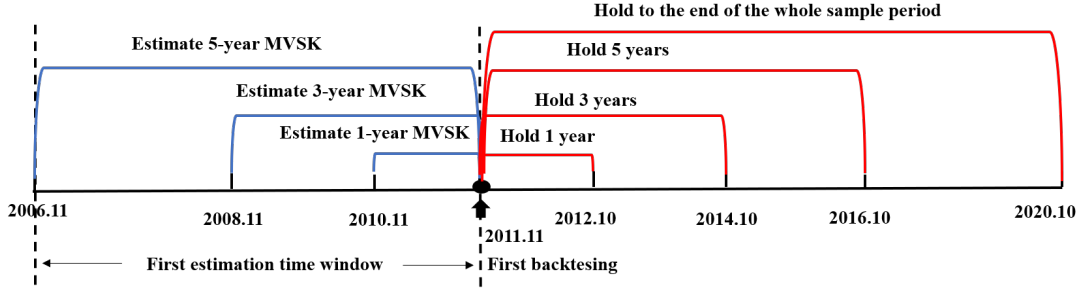 Hold to the end of the whole sample period
Estimate 5-year MVSK
Hold 5 years
Estimate 3-year MVSK
Hold 3 years
Estimate 1-year MVSK
Hold 1 year
2006.11
2008.11
2010.11
2011.11
2012.10
2014.10
2016.10
2020.10
First estimation time window
First backtesing